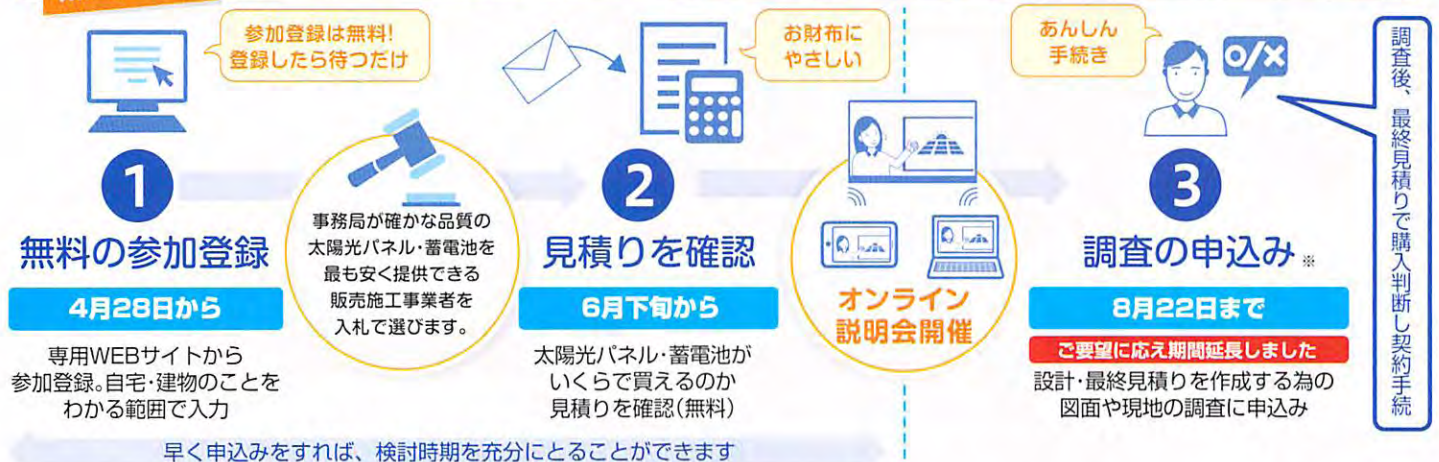 参加登録は無料!
登録したら待つだけ
1
無料の参加登録
4月28日から
専用WEBサイトから
参加登録。自宅・建物のことを
わかる範囲で入力
事務局が確かな品質の
太陽光パネル・蓄電池を
最も安く提供できる
販売施工事業者を
入札で選びます。
お財布に
やさしい
2
見積りを確認
6月下旬から
太陽光パネル・蓄電池が
いくらで買えるのか
見積りを確認(無料)
オンライン
説明会開催
あんしん
手続き
O/X
3
調査の申込み※
8月22日まで
ご要望に応え期間延長しました
設計・最終見積りを作成する為の
図面や現地の調査に申込み
調査後、最終見積りで購入判断し契約手続
早く申込みをすれば、検討時期を充分にとることができます